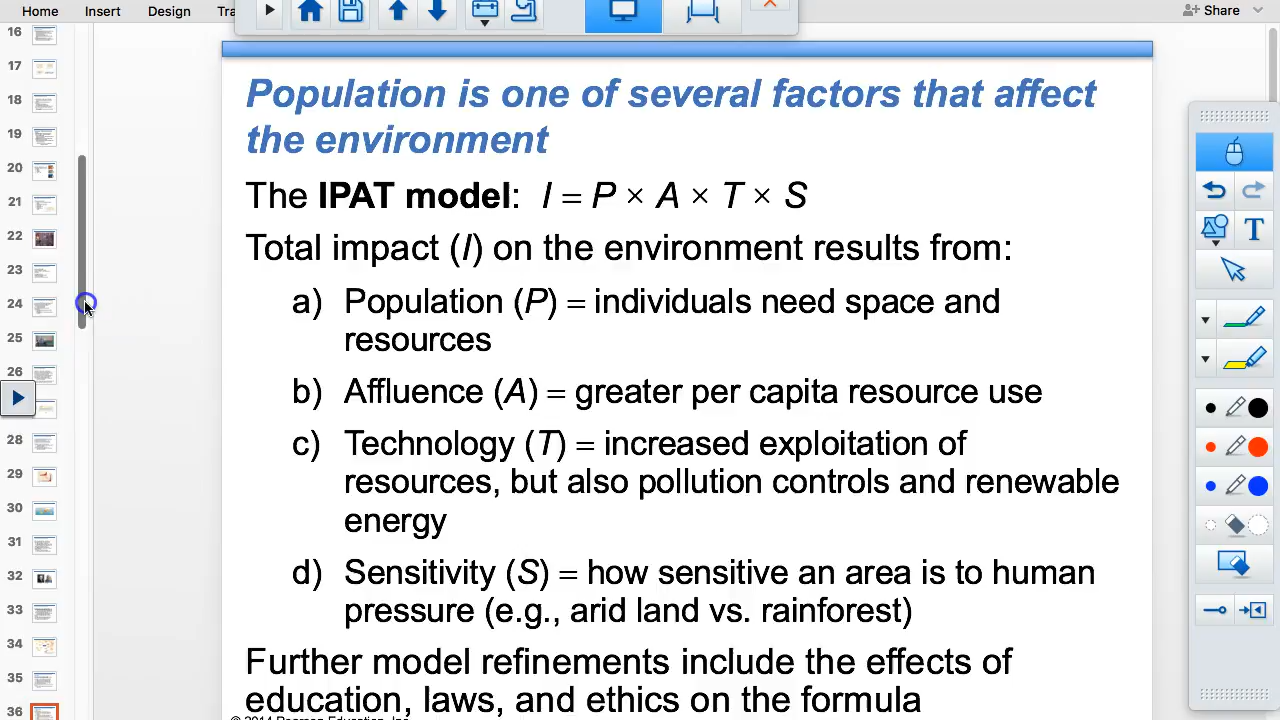 Home Insert Design Tra
Share
16
17
18
19
20
21
22
23
24
25
26
28
29
30
31
32
33
34
35
36
Population is one of several factors that affect
the environment
The IPAT model: I = P × A × T × S
Total impact (I) on the environment results from:
a) Population (P) = individuals need space and
resources
b) Affluence (A) = greater per capita resource use
c) Technology (T) = increased exploitation of
resources, but also pollution controls and renewable
energy
d) Sensitivity (S) = how sensitive an area is to human
pressure (e.g., arid land vs. rainforest)
Further model refinements include the effects of
education, laws, and ethics on the formula
© 2014 Pearson Education, Inc.
T